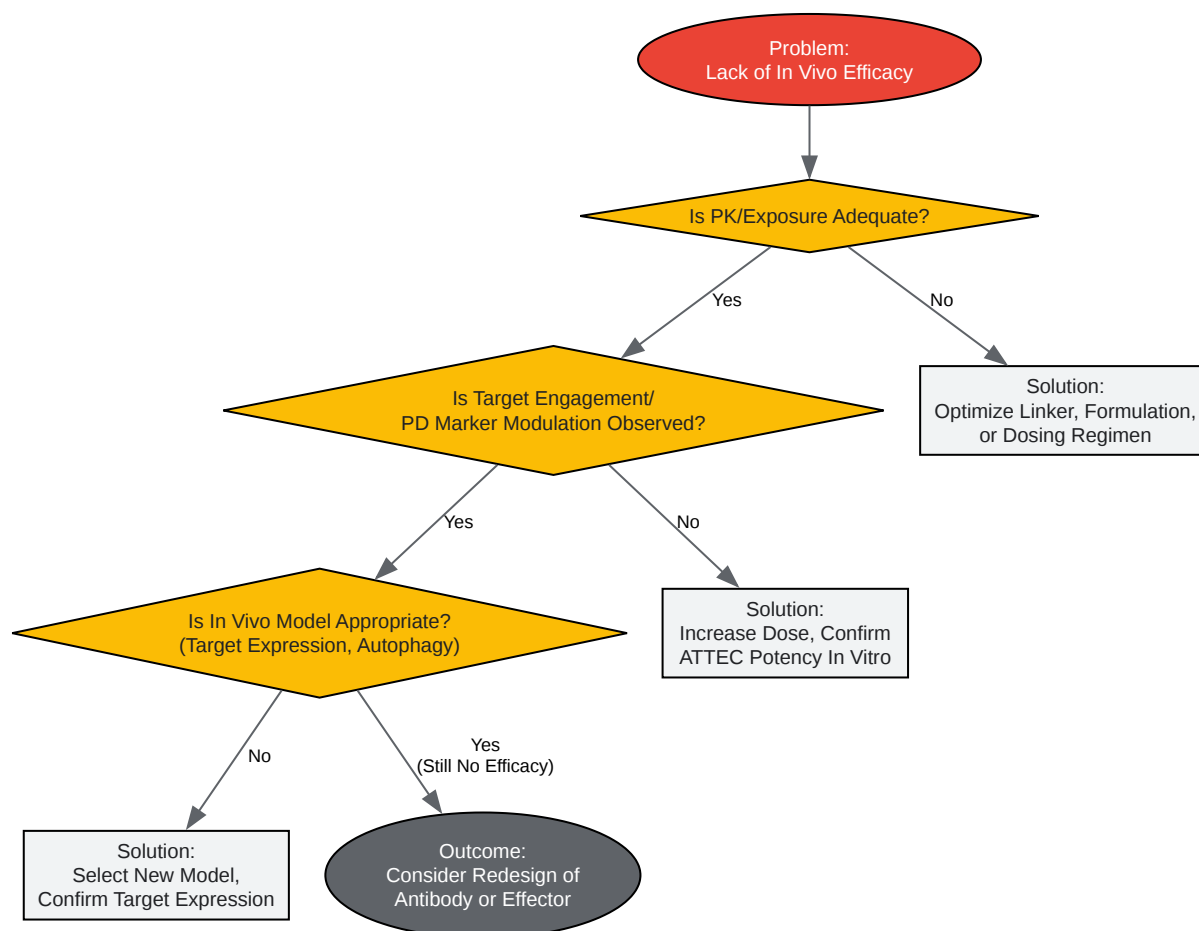 Problem:
Lack of In Vivo Efficacy
Is PK/Exposure Adequate?
Yes
No
Is Target Engagement/
PD Marker Modulation Observed?
Solution:
Optimize Linker, Formulation,
or Dosing Regimen
Yes
No
Is In Vivo Model Appropriate?
(Target Expression, Autophagy)
Solution:
Increase Dose, Confirm
ATTEC Potency In Vitro
No
Yes
(Still No Efficacy)
Solution:
Select New Model,
Confirm Target Expression
Outcome:
Consider Redesign of
Antibody or Effector